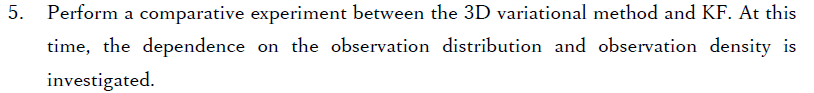 5. Perform a comparative experiment between the 3D variational method and KF. At this
time, the dependence on the observation distribution and observation density is
investigated.